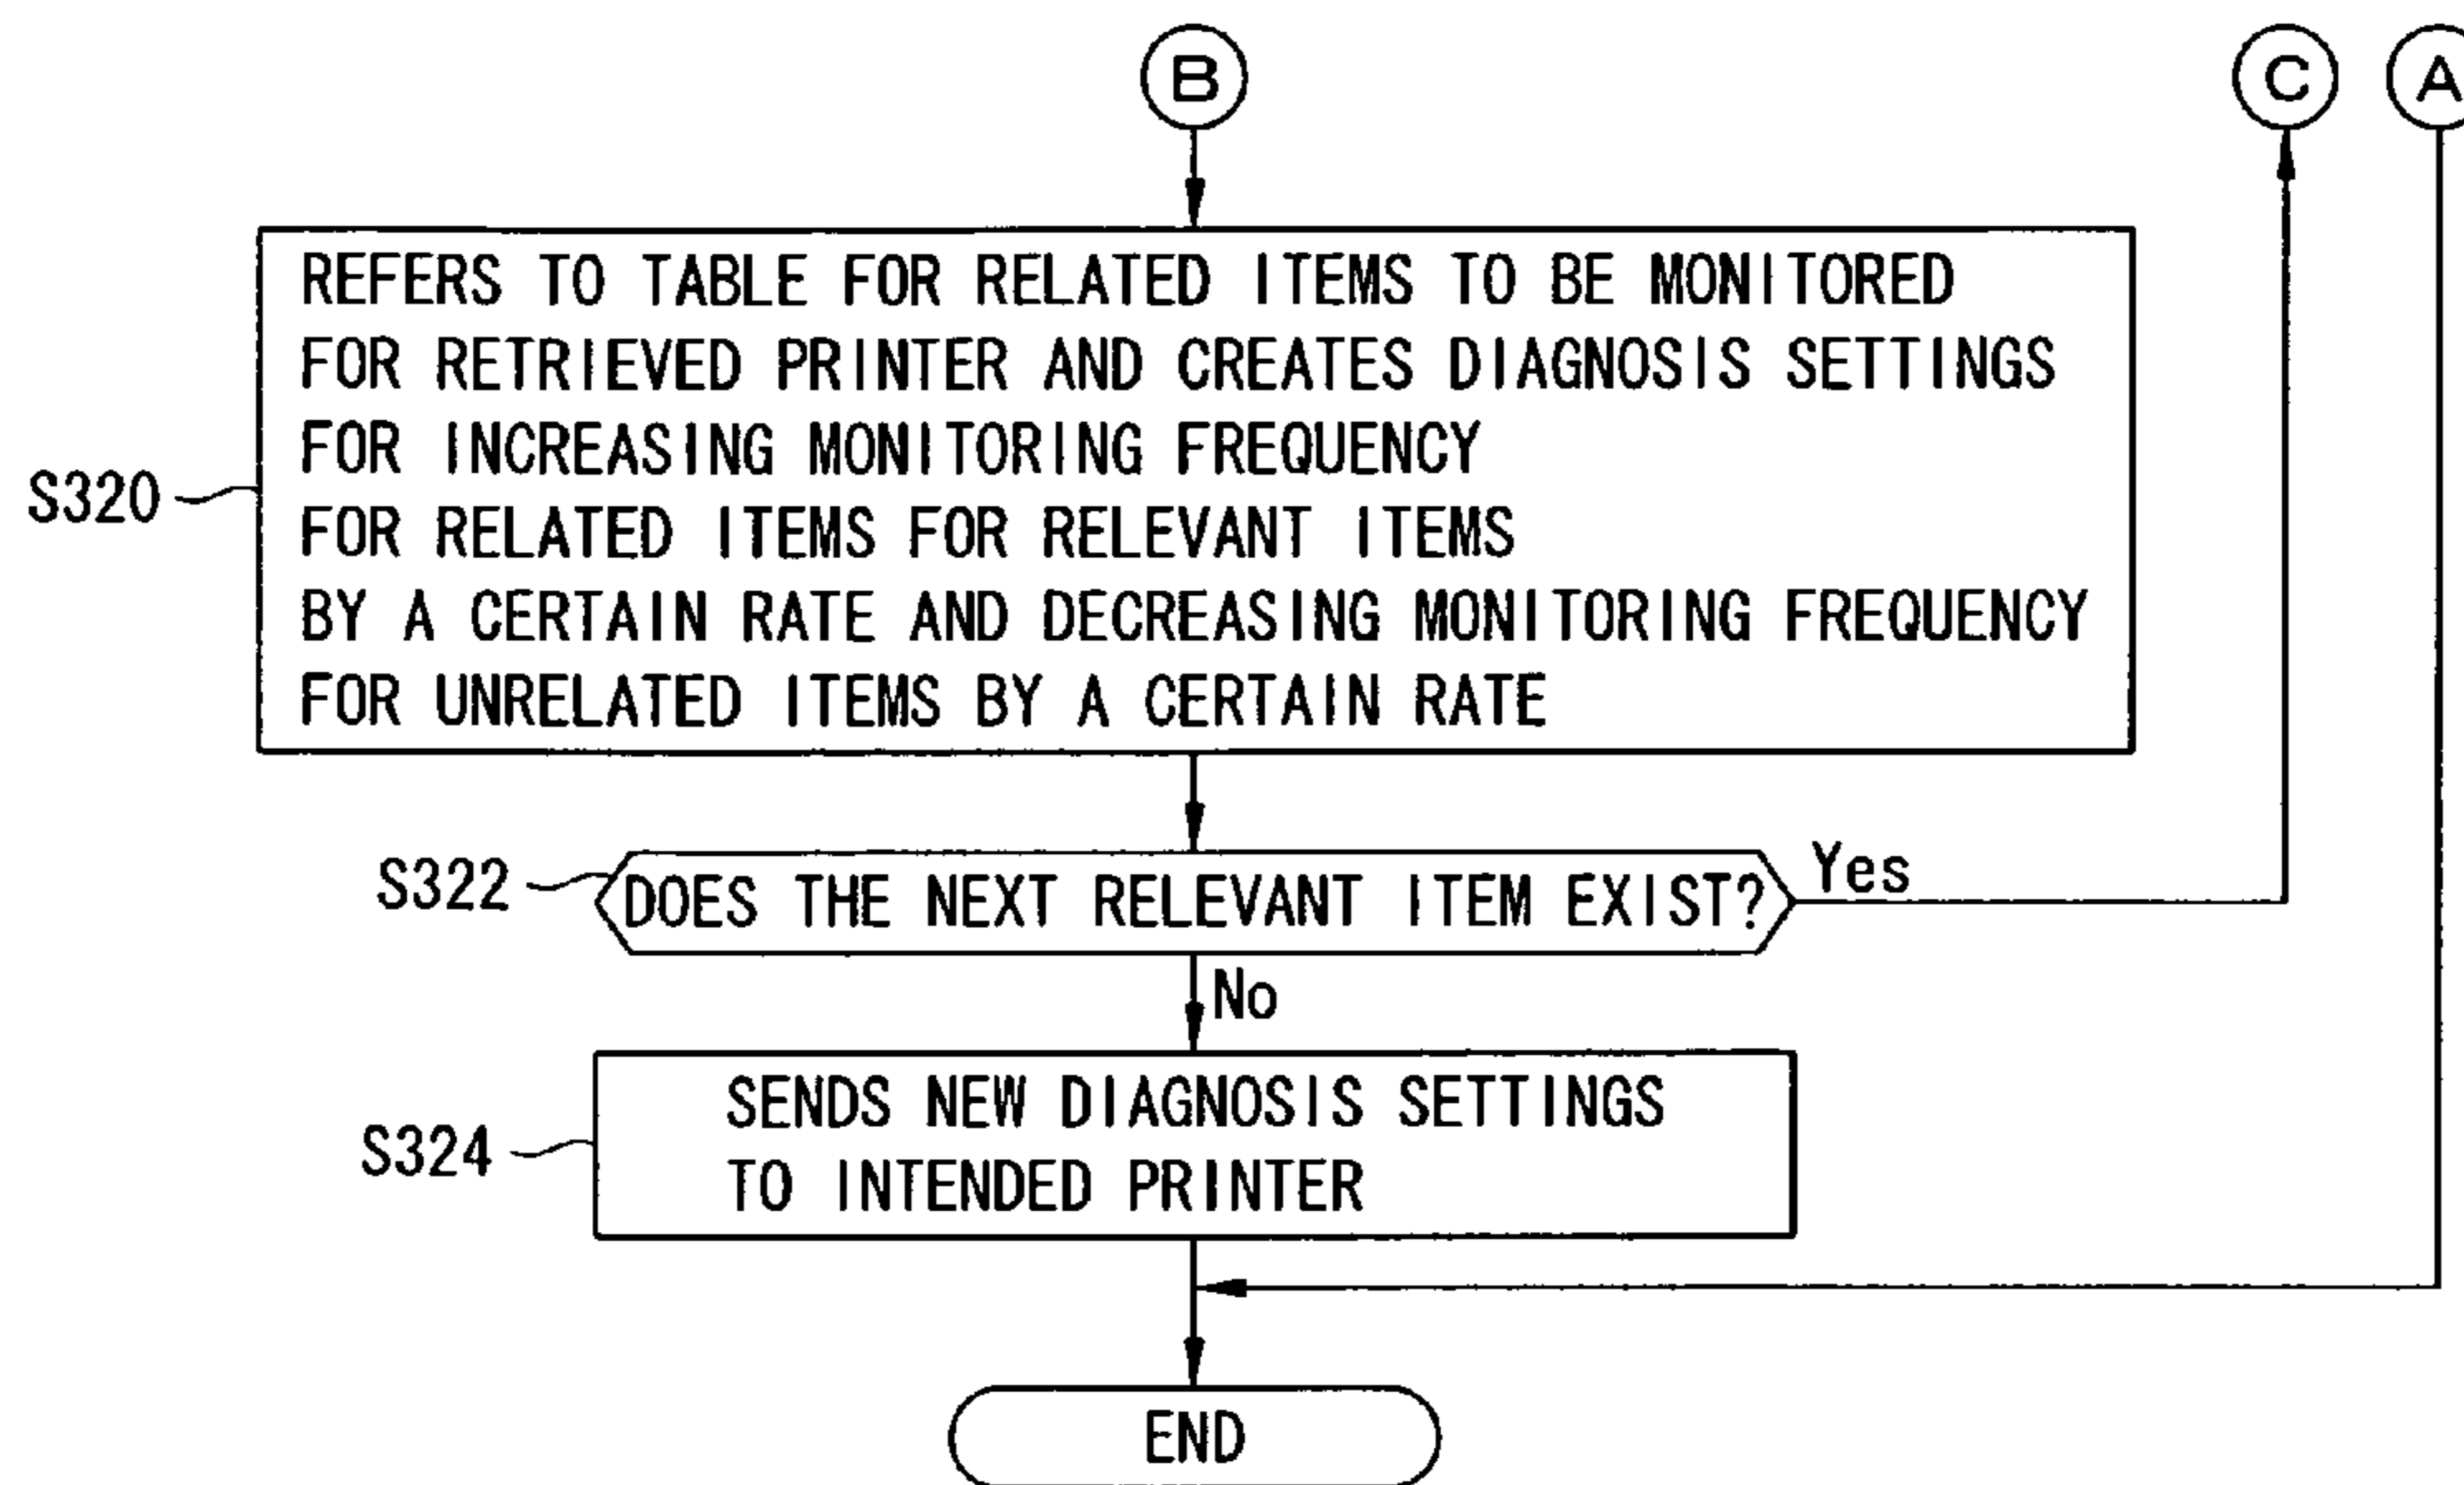 B
C
A
S320
REFERS TO TABLE FOR RELATED ITEMS TO BE MONITORED
FOR RETRIEVED PRINTER AND CREATES DIAGNOSIS SETTINGS
FOR INCREASING MONITORING FREQUENCY
FOR RELATED ITEMS FOR RELEVANT ITEMS
BY A CERTAIN RATE AND DECREASING MONITORING FREQUENCY
FOR UNRELATED ITEMS BY A CERTAIN RATE
S322
DOES THE NEXT RELEVANT ITEM EXIST?
Yes
No
S324
SENDS NEW DIAGNOSIS SETTINGS
TO INTENDED PRINTER
END